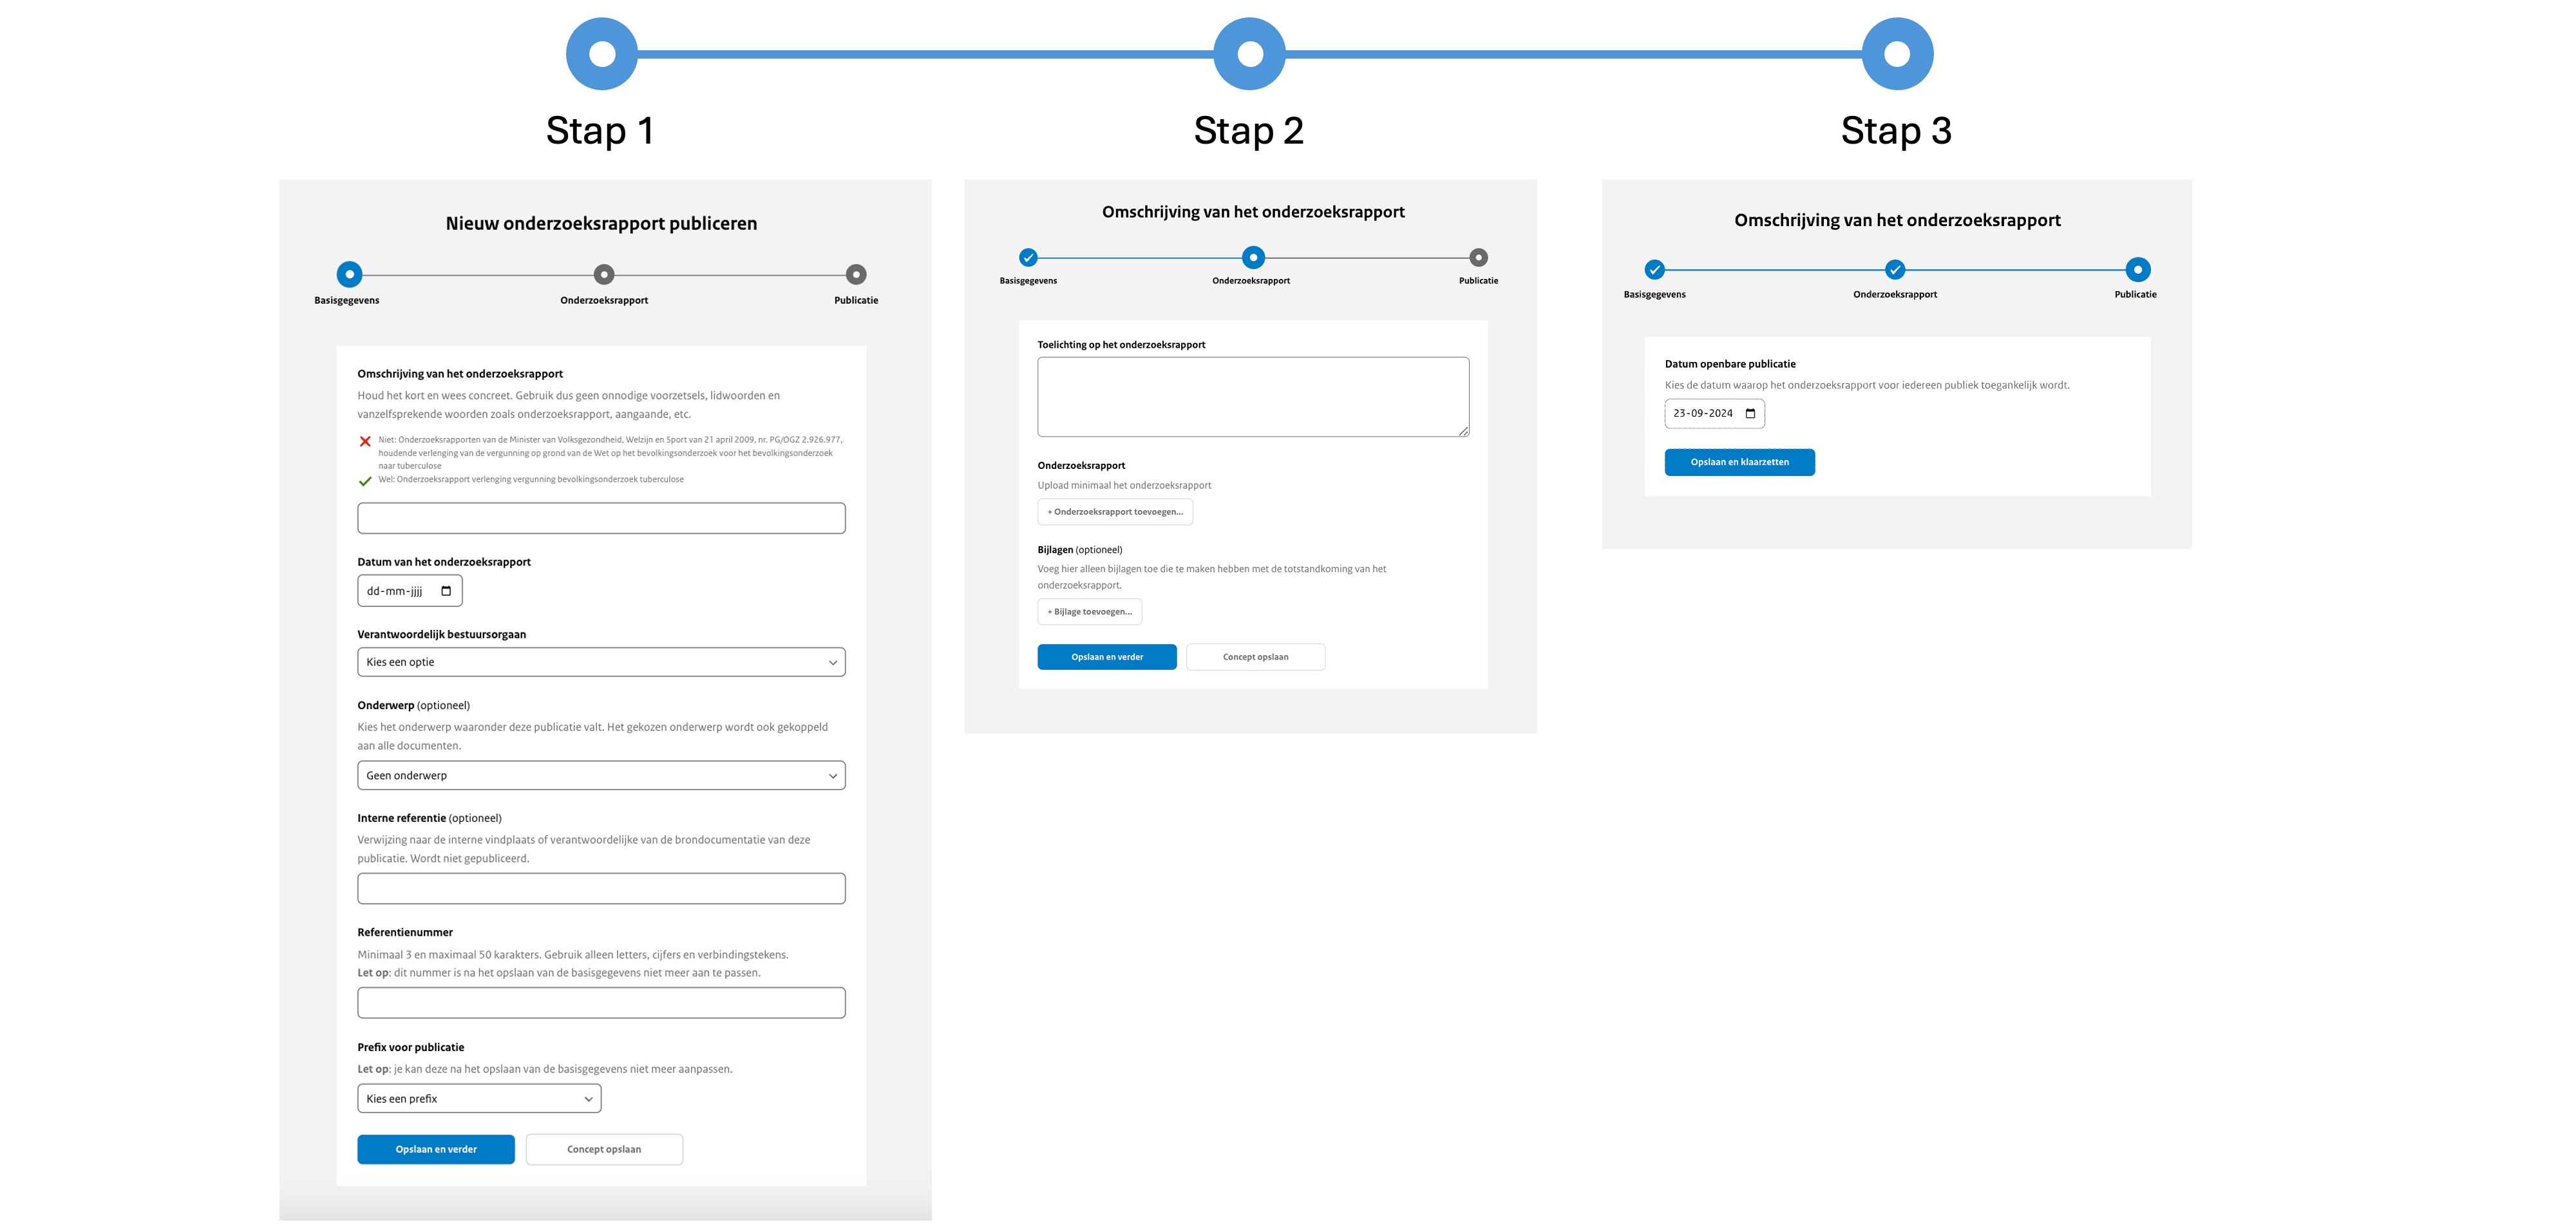 Stap 1
Stap 2
Stap 3
Nieuw onderzoeksrapport publiceren
Basisgegevens
Onderzoeksrapport
Publicatie
Omschrijving van het onderzoeksrapport
Houd het kort en wees concreet. Gebruik dus geen onnodige voorzetsels, lidwoorden en
vanzelfsprekende woorden zoals onderzoeksrapport, aangaande, etc.
Niet: Onderzoeksrapporten van de Minister van Volksgezondheid, Welzijn en Sport van 21 april 2009, nr. PG/OGZ 2.926.977,
houdende verlenging van de vergunning op grond van de Wet op het bevolkingsonderzoek voor het bevolkingsonderzoek
naar tuberculose
Wel: Onderzoeksrapport verlenging vergunning bevolkingsonderzoek tuberculose
Datum van het onderzoeksrapport
dd-mm-jjjj
Verantwoordelijk bestuursorgaan
Kies een optie
Onderwerp (optioneel)
Kies het onderwerp waaronder deze publicatie valt. Het gekozen onderwerp wordt ook gekoppeld
aan alle documenten.
Geen onderwerp
Interne referentie (optioneel)
Verwijzing naar de interne vindplaats of verantwoordelijke van de brondocumentatie van deze
publicatie. Wordt niet gepubliceerd.
Referentienummer
Minimaal 3 en maximaal 50 karakters. Gebruik alleen letters, cijfers en verbindingstekens.
Let op: dit nummer is na het opslaan van de basisgegevens niet meer aan te passen.
Prefix voor publicatie
Let op: je kan deze na het opslaan van de basisgegevens niet meer aanpassen.
Kies een prefix
Opslaan en verder
Concept opslaan
Omschrijving van het onderzoeksrapport
Basisgegevens
Onderzoeksrapport
Publicatie
Toelichting op het onderzoeksrapport
Onderzoeksrapport
Upload minimaal het onderzoeksrapport
+ Onderzoeksrapport toevoegen...
Bijlagen (optioneel)
Voeg hier alleen bijlagen toe die te maken hebben met de totstandkoming van het
onderzoeksrapport.
+ Bijlage toevoegen...
Opslaan en verder
Concept opslaan
Omschrijving van het onderzoeksrapport
Basisgegevens
Onderzoeksrapport
Publicatie
Datum openbare publicatie
Kies de datum waarop het onderzoeksrapport voor iedereen publiek toegankelijk wordt.
23-09-2024
Opslaan en klaarzetten